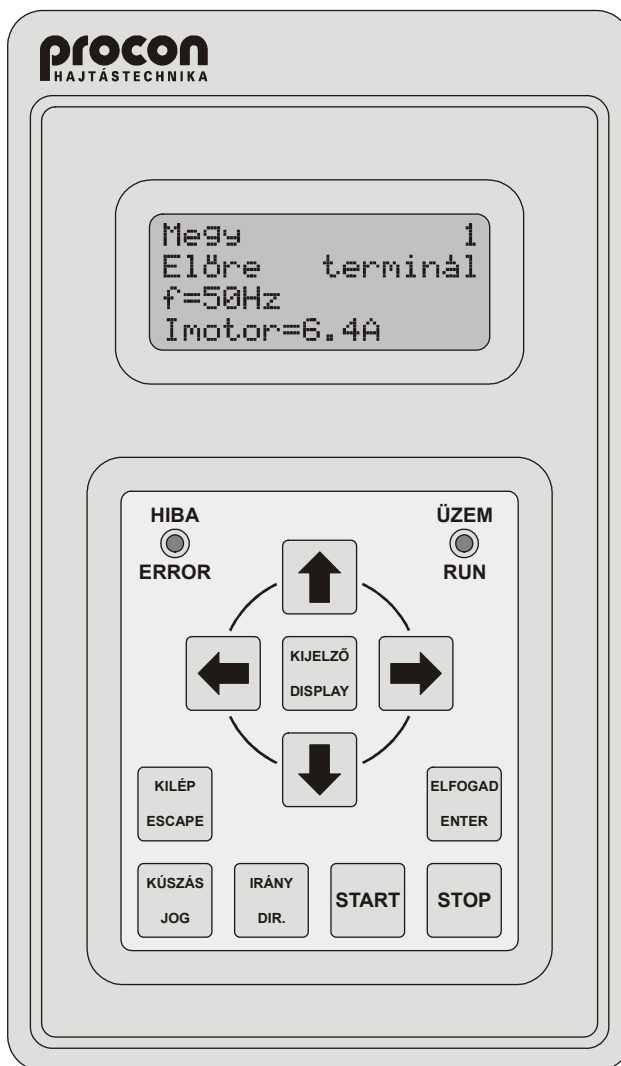 procon
HAJTÁSTECHNIKA
Megy 1
Előre terminál
f=50Hz
Imotor=6.4A
HIBA
ERROR
ÜZEM
RUN
KIJELZŐ
DISPLAY
KILÉP
ESCAPE
ELFOGAD
ENTER
KÚSZÁS
JOG
IRÁNY
DIR.
START
STOP